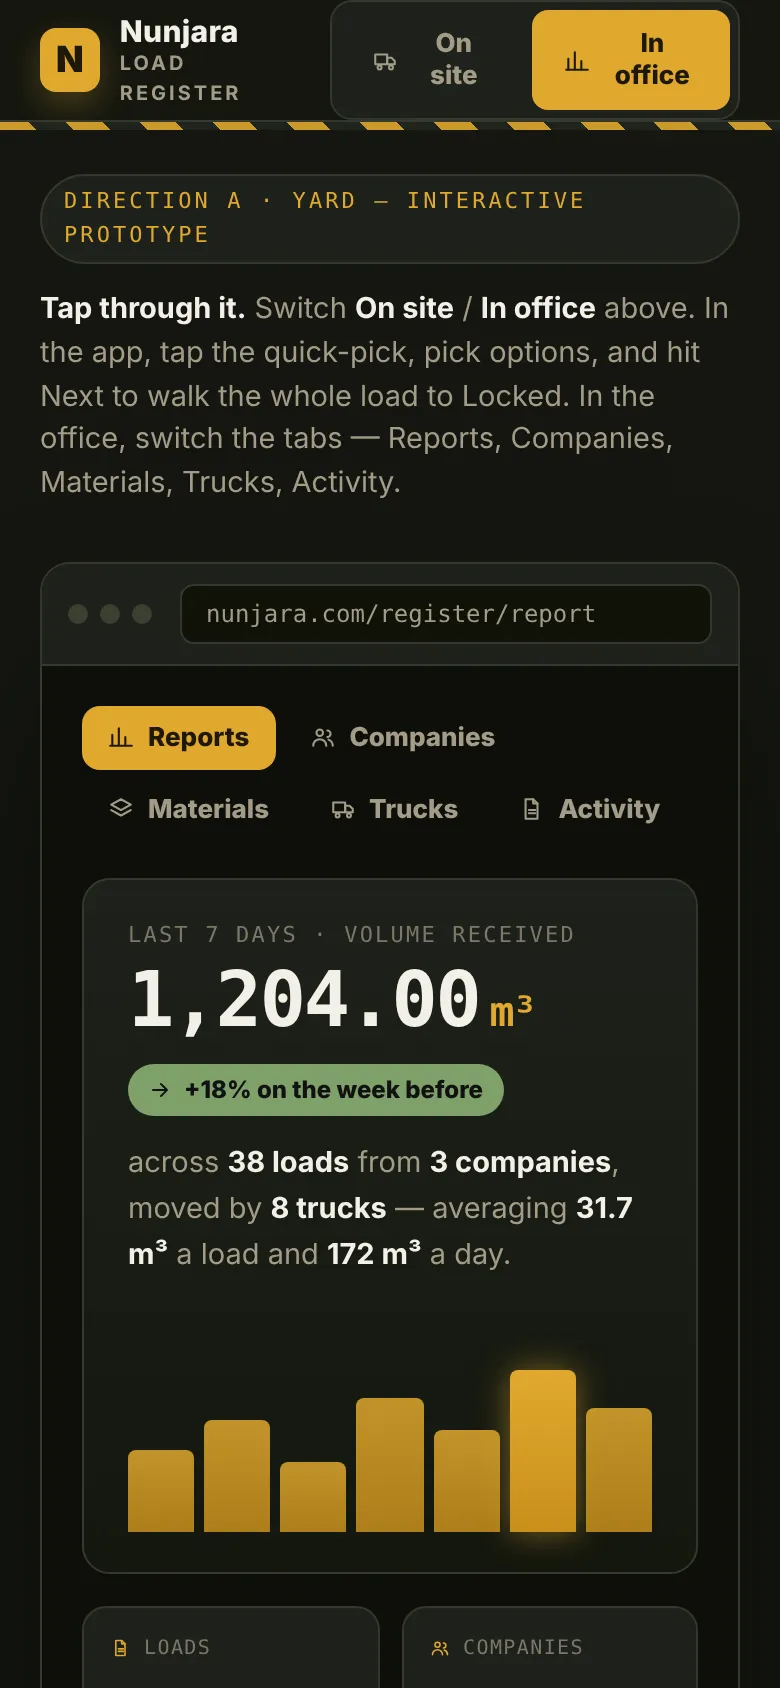 N
Nunjara
LOAD
REGISTER
On
site
In
office
DIRECTION A · YARD — INTERACTIVE
PROTOTYPE
Tap through it. Switch On site / In office above. In
the app, tap the quick-pick, pick options, and hit
Next to walk the whole load to Locked. In the
office, switch the tabs — Reports, Companies,
Materials, Trucks, Activity.
nunjara.com/register/report
Reports Companies
Materials Trucks Activity
LAST 7 DAYS · VOLUME RECEIVED
1,204.00 m³
→ +18% on the week before
across 38 loads from 3 companies,
moved by 8 trucks — averaging 31.7
m³ a load and 172 m³ a day.
LOADS
COMPANIES